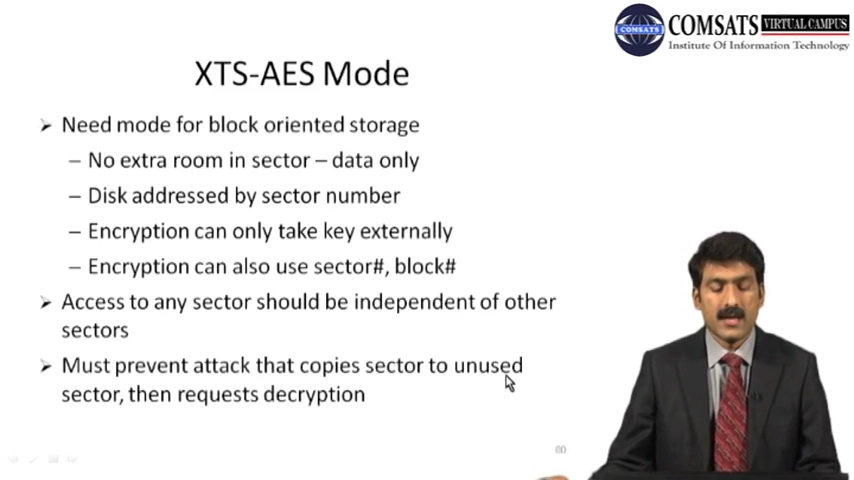 COMSATS VIRTUAL CAMPUS
COMSATS
Institute Of Information Technology
XTS-AES Mode
➢ Need mode for block oriented storage
– No extra room in sector – data only
– Disk addressed by sector number
– Encryption can only take key externally
– Encryption can also use sector#, block#
➢ Access to any sector should be independent of other
sectors
➢ Must prevent attack that copies sector to unused
sector, then requests decryption
60